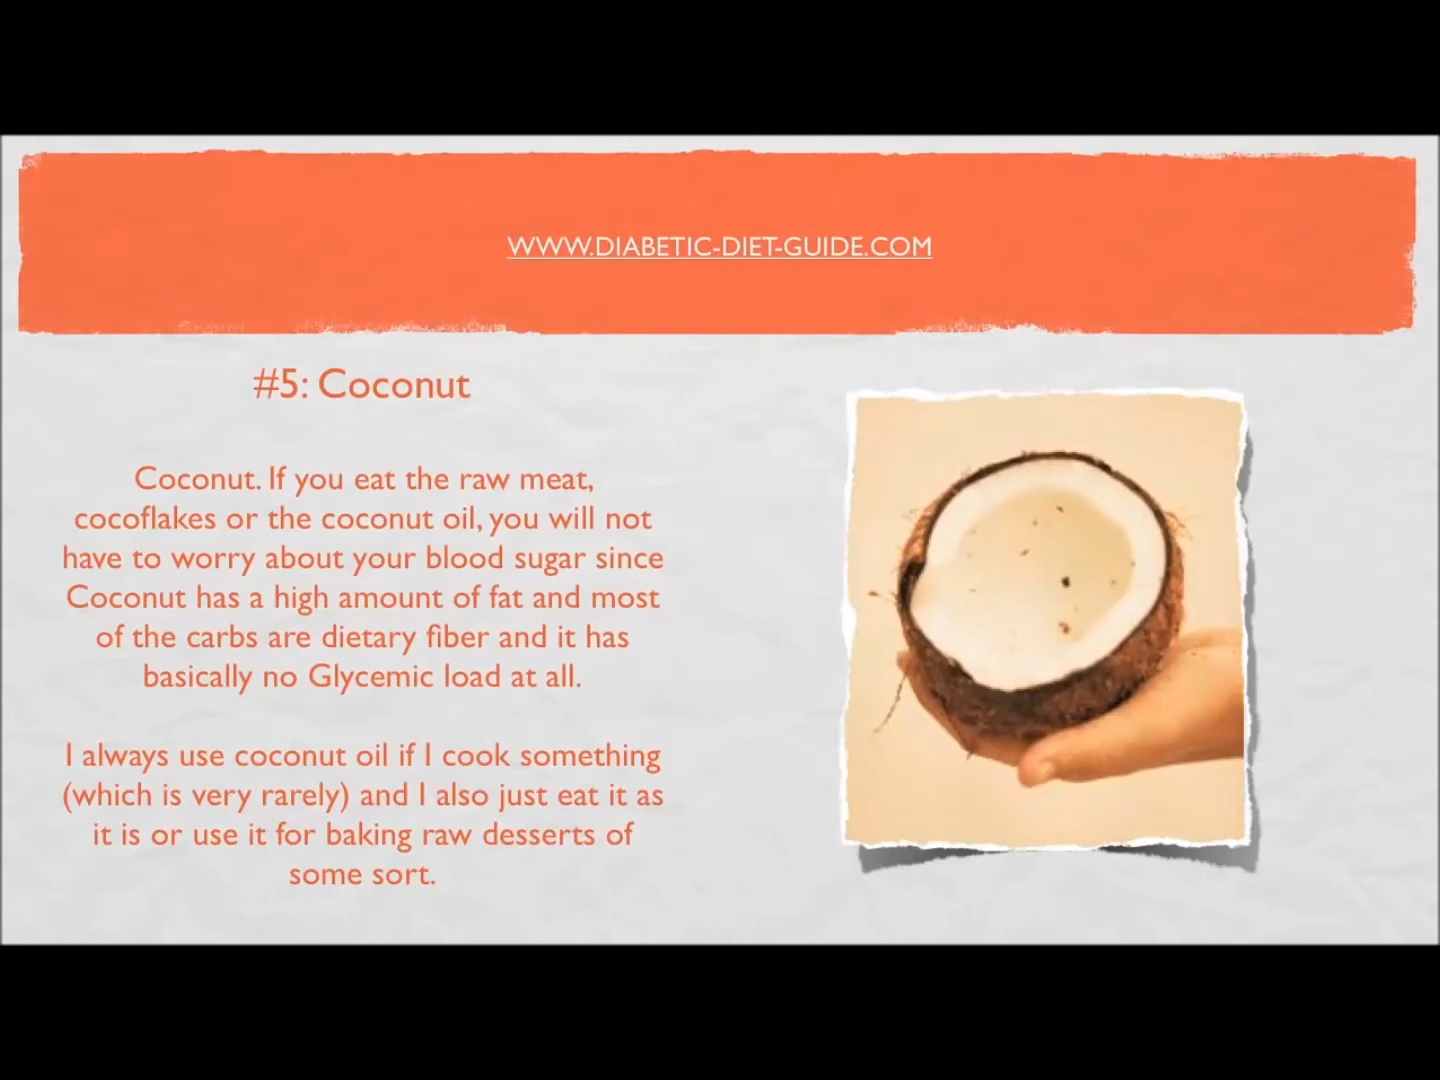 WWW.DIABETIC-DIET-GUIDE.COM
#5: Coconut
Coconut. If you eat the raw meat,
cocoflakes or the coconut oil, you will not
have to worry about your blood sugar since
Coconut has a high amount of fat and most
of the carbs are dietary fiber and it has
basically no Glycemic load at all.
I always use coconut oil if I cook something
(which is very rarely) and I also just eat it as
it is or use it for baking raw desserts of
some sort.